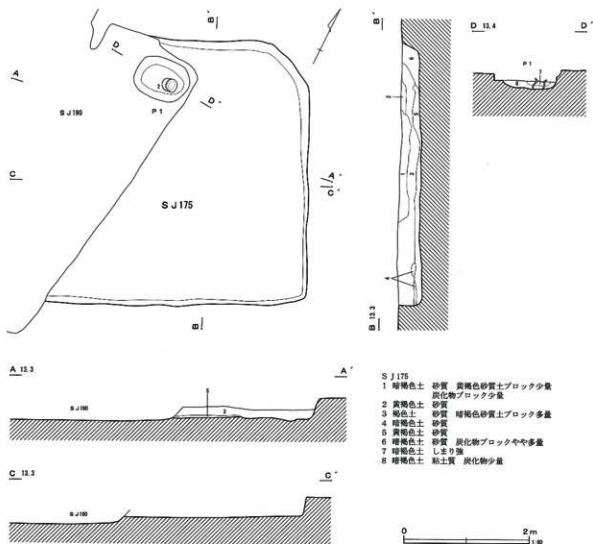 B B´
D 13.4 D´
P 1 7
A D
2
P 1
D´
S J 190
C A´
C´
S J 175
B
B 13.3
A 13.3 A´
S J 190
C 13.3 C´
S J 190
S J 175
1 暗褐色土 砂質 黄褐色砂質土ブロック少量
炭化物ブロック少量
2 黄褐色土 砂質
3 褐色土 砂質 暗褐色砂質土ブロック多量
4 暗褐色土 砂質
5 黄褐色土 砂質
6 暗褐色土 砂質 炭化物ブロックやや多量
7 暗褐色土 しまり強
8 暗褐色土 粘土質 炭化物少量
0 2 m
1:60